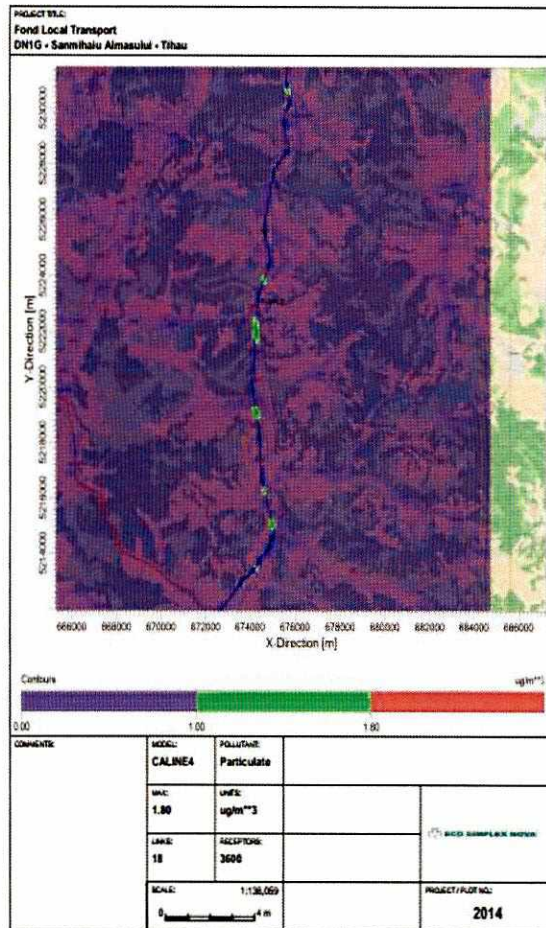 PROJECT TITLE:
Fond Local Transport
DN1G - Sanmihaiu Almasului - Tihau
Y-Direction [m]
5230000
5228000
5226000
5224000
5222000
5220000
5218000
5216000
5214000
666000 668000 670000 672000 674000 676000 678000 680000 682000 684000 686000
X-Direction [m]
Contours ug/m**3
0.00 1.00 1.80
COMMENTS:
MODEL: POLLUTANT:
CALINE4 Particulate
MAX: UNITS:
1.80 ug/m**3
LINKS: RECEPTORS:
18 3600
ECO SIMPLEX NOVA
SCALE: 1:138,059
0 4 m
PROJECT / PLOT NO.:
2014